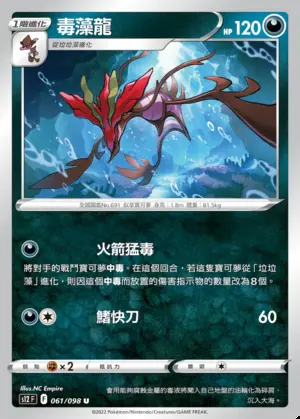 1階進化
毒藻龍
HP 120
從垃垃藻進化
全國圖鑑No.691 似草寶可夢 身高:1.8m 體重:81.5kg
火箭猛毒
將對手的戰鬥寶可夢中毒。在這個回合,若這隻寶可夢從「垃垃
藻」進化,則因這個中毒而放置的傷害指示物的數量改為8個。
鰭快刀 60
弱點 ×2 抵抗力 撤退
Illus.NC Empire
s12 F F 061/098 U
會用能夠腐蝕金屬的毒液將闖入自己地盤的油輪船底
沉入大海。
©2022 Pokémon/Nintendo/Creatures/GAME FREAK.